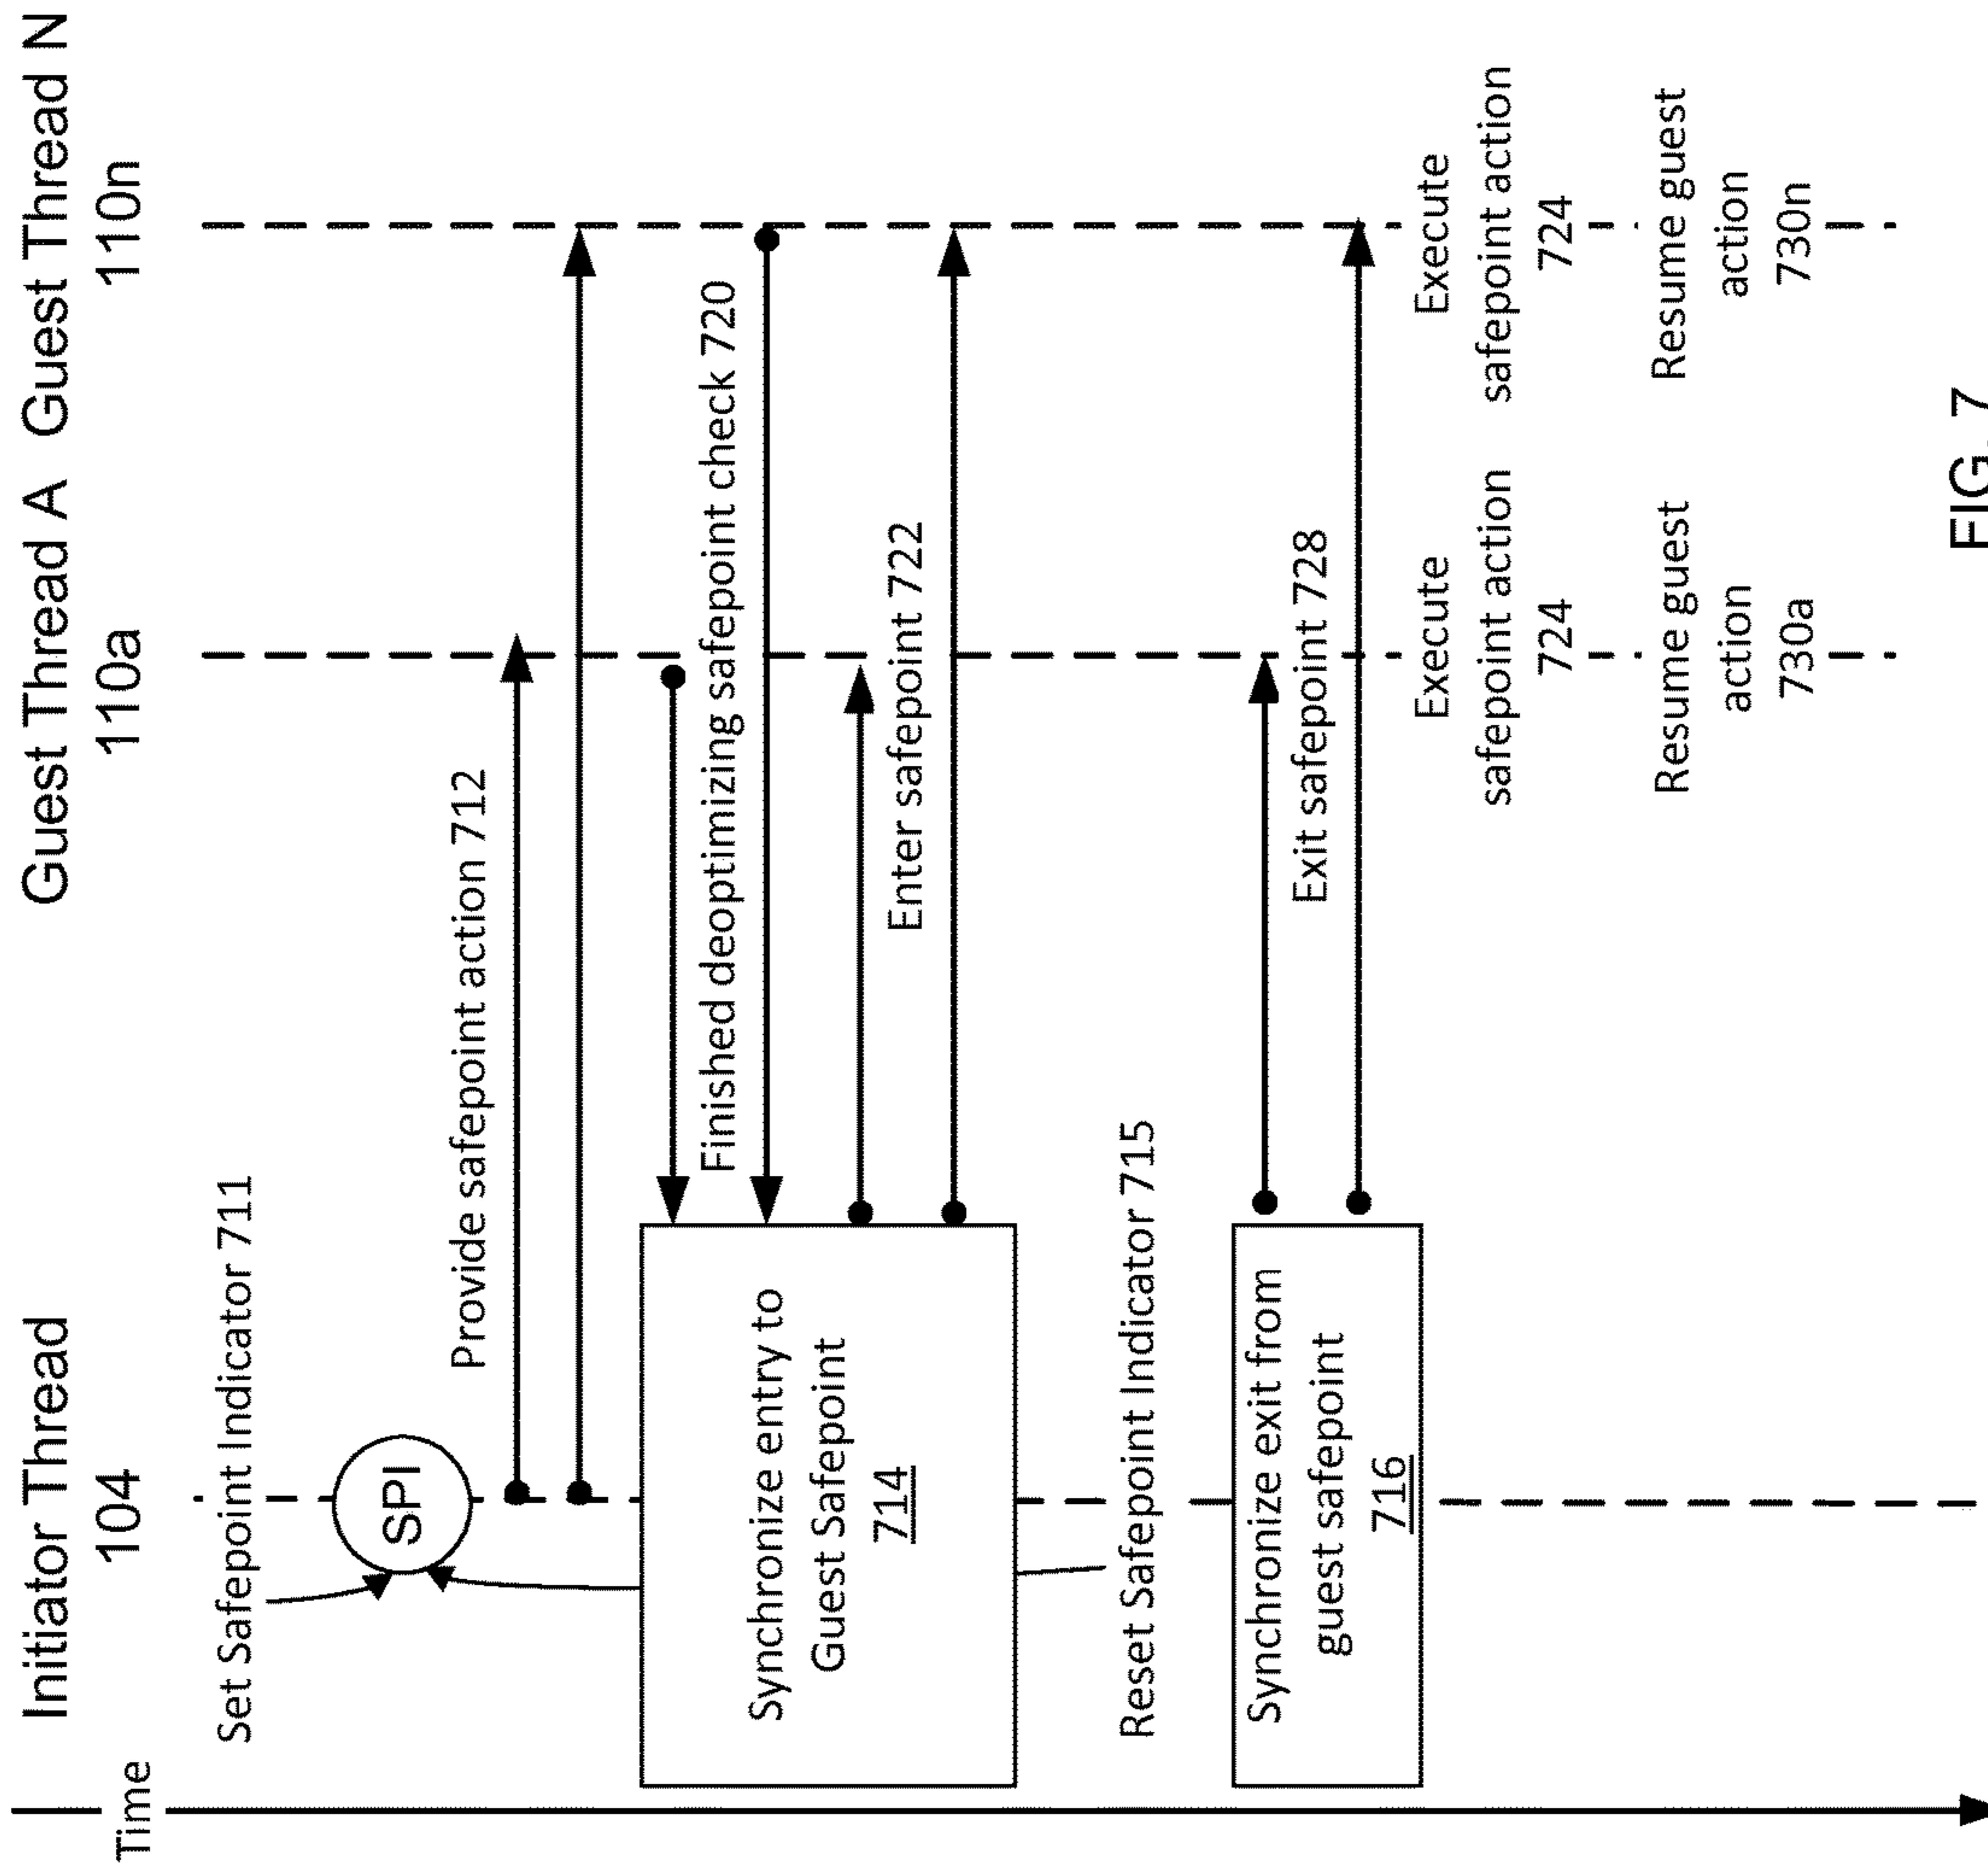 Time
Initiator Thread
104
Guest Thread A
110a
Guest Thread N
110n
Set Safepoint Indicator 711
SPI
Provide safepoint action 712
Finished deoptimizing safepoint check 720
Synchronize entry to
Guest Safepoint
714
Enter safepoint 722
Reset Safepoint Indicator 715
Synchronize exit from
guest safepoint
716
Exit safepoint 728
Execute
safepoint action
724
Execute
safepoint action
724
Resume guest
action
730a
Resume guest
action
730n
FIG. 7